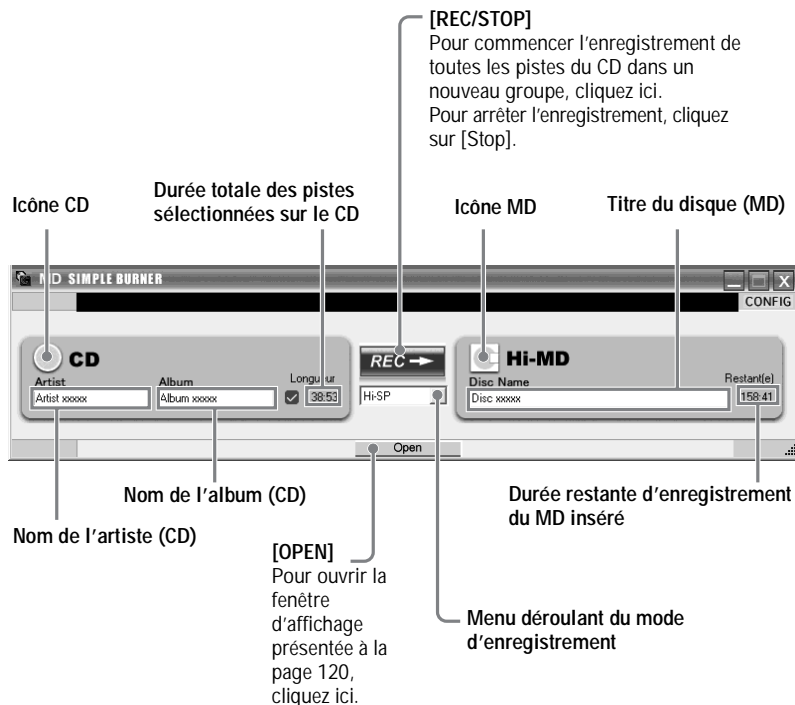 [REC/STOP]
Pour commencer l'enregistrement de
toutes les pistes du CD dans un
nouveau groupe, cliquez ici.
Pour arrêter l'enregistrement, cliquez
sur [Stop].
Icône CD
Durée totale des pistes
sélectionnées sur le CD
Icône MD
Titre du disque (MD)
MD SIMPLE BURNER
CONFIG
CD
REC
Hi-MD
Artist
Album
Longueur
Disc Name
Restant(e)
Artist xxxxx
Album xxxxx
38:53
Hi-SP
Disc xxxxx
158:41
Open
Nom de l'album (CD)
Nom de l'artiste (CD)
Durée restante d'enregistrement
du MD inséré
[OPEN]
Pour ouvrir la
fenêtre
d'affichage
présentée à la
page 120,
cliquez ici.
Menu déroulant du mode
d'enregistrement